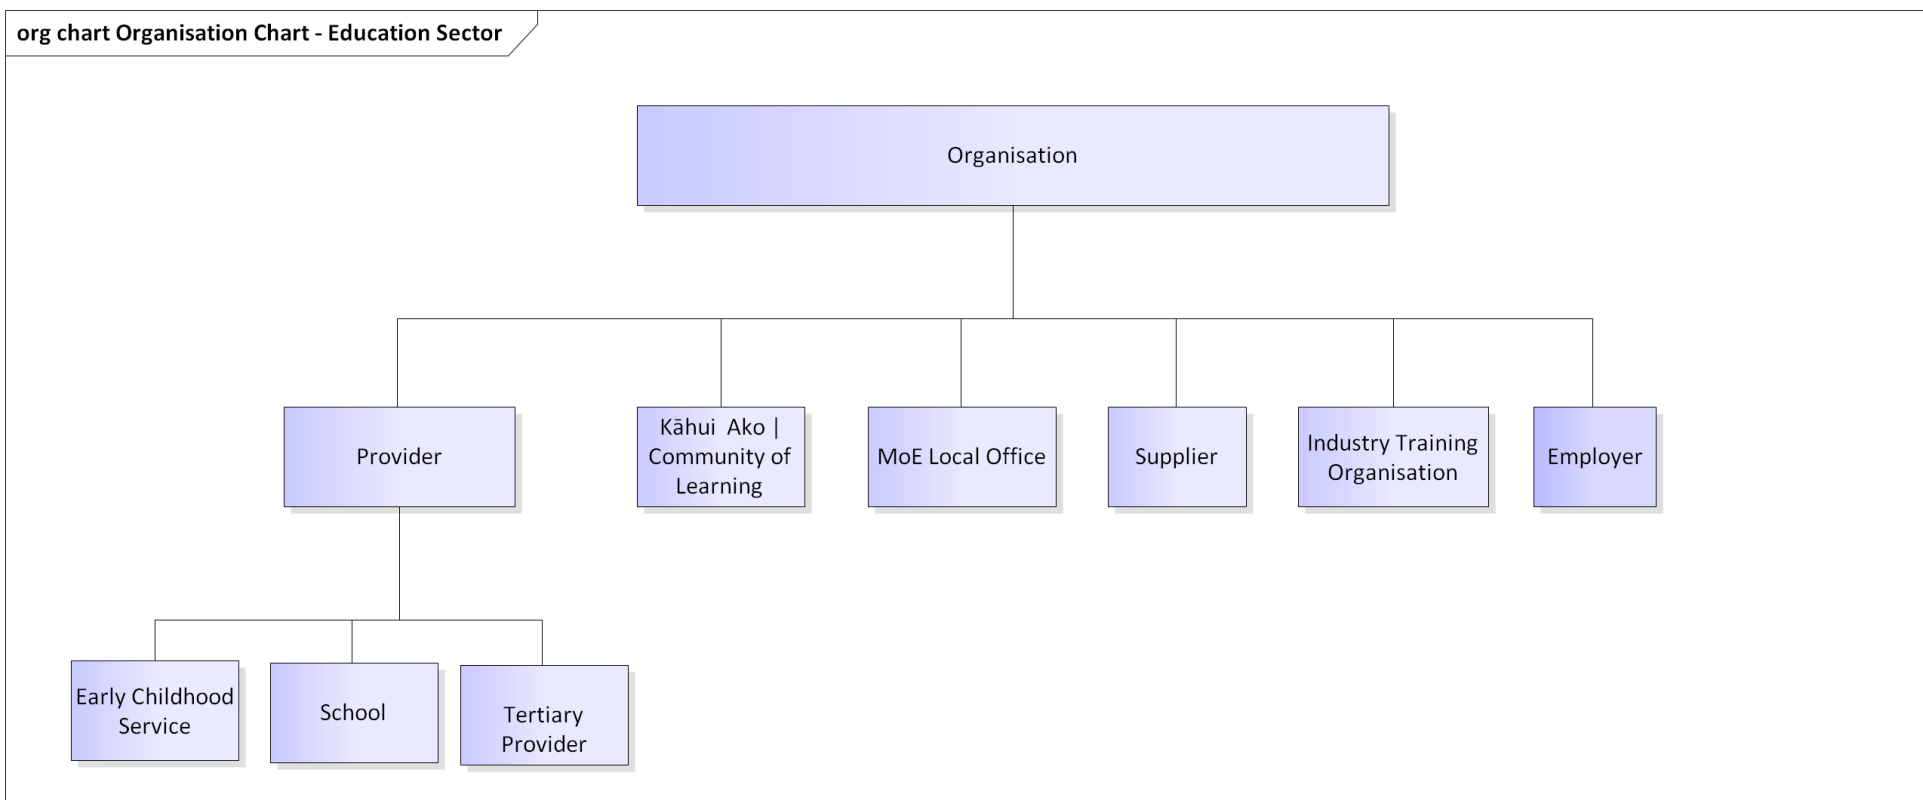 org chart Organisation Chart - Education Sector
Organisation
Provider
Kāhui Ako |
Community of
Learning
MoE Local Office
Supplier
Industry Training
Organisation
Employer
Early Childhood
Service
School
Tertiary
Provider